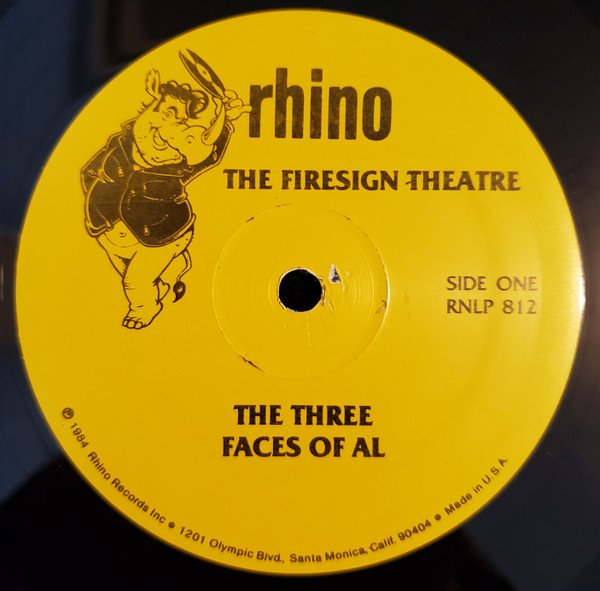 rhino
THE FIRESIGN THEATRE
A
SIDE ONE
RNLP 812
THE THREE
FACES OF AL
℗ 1984 Rhino Records Inc ● 1201 Olympic Blvd., Santa Monica, Calif. 90404 ● Made in U.S.A.